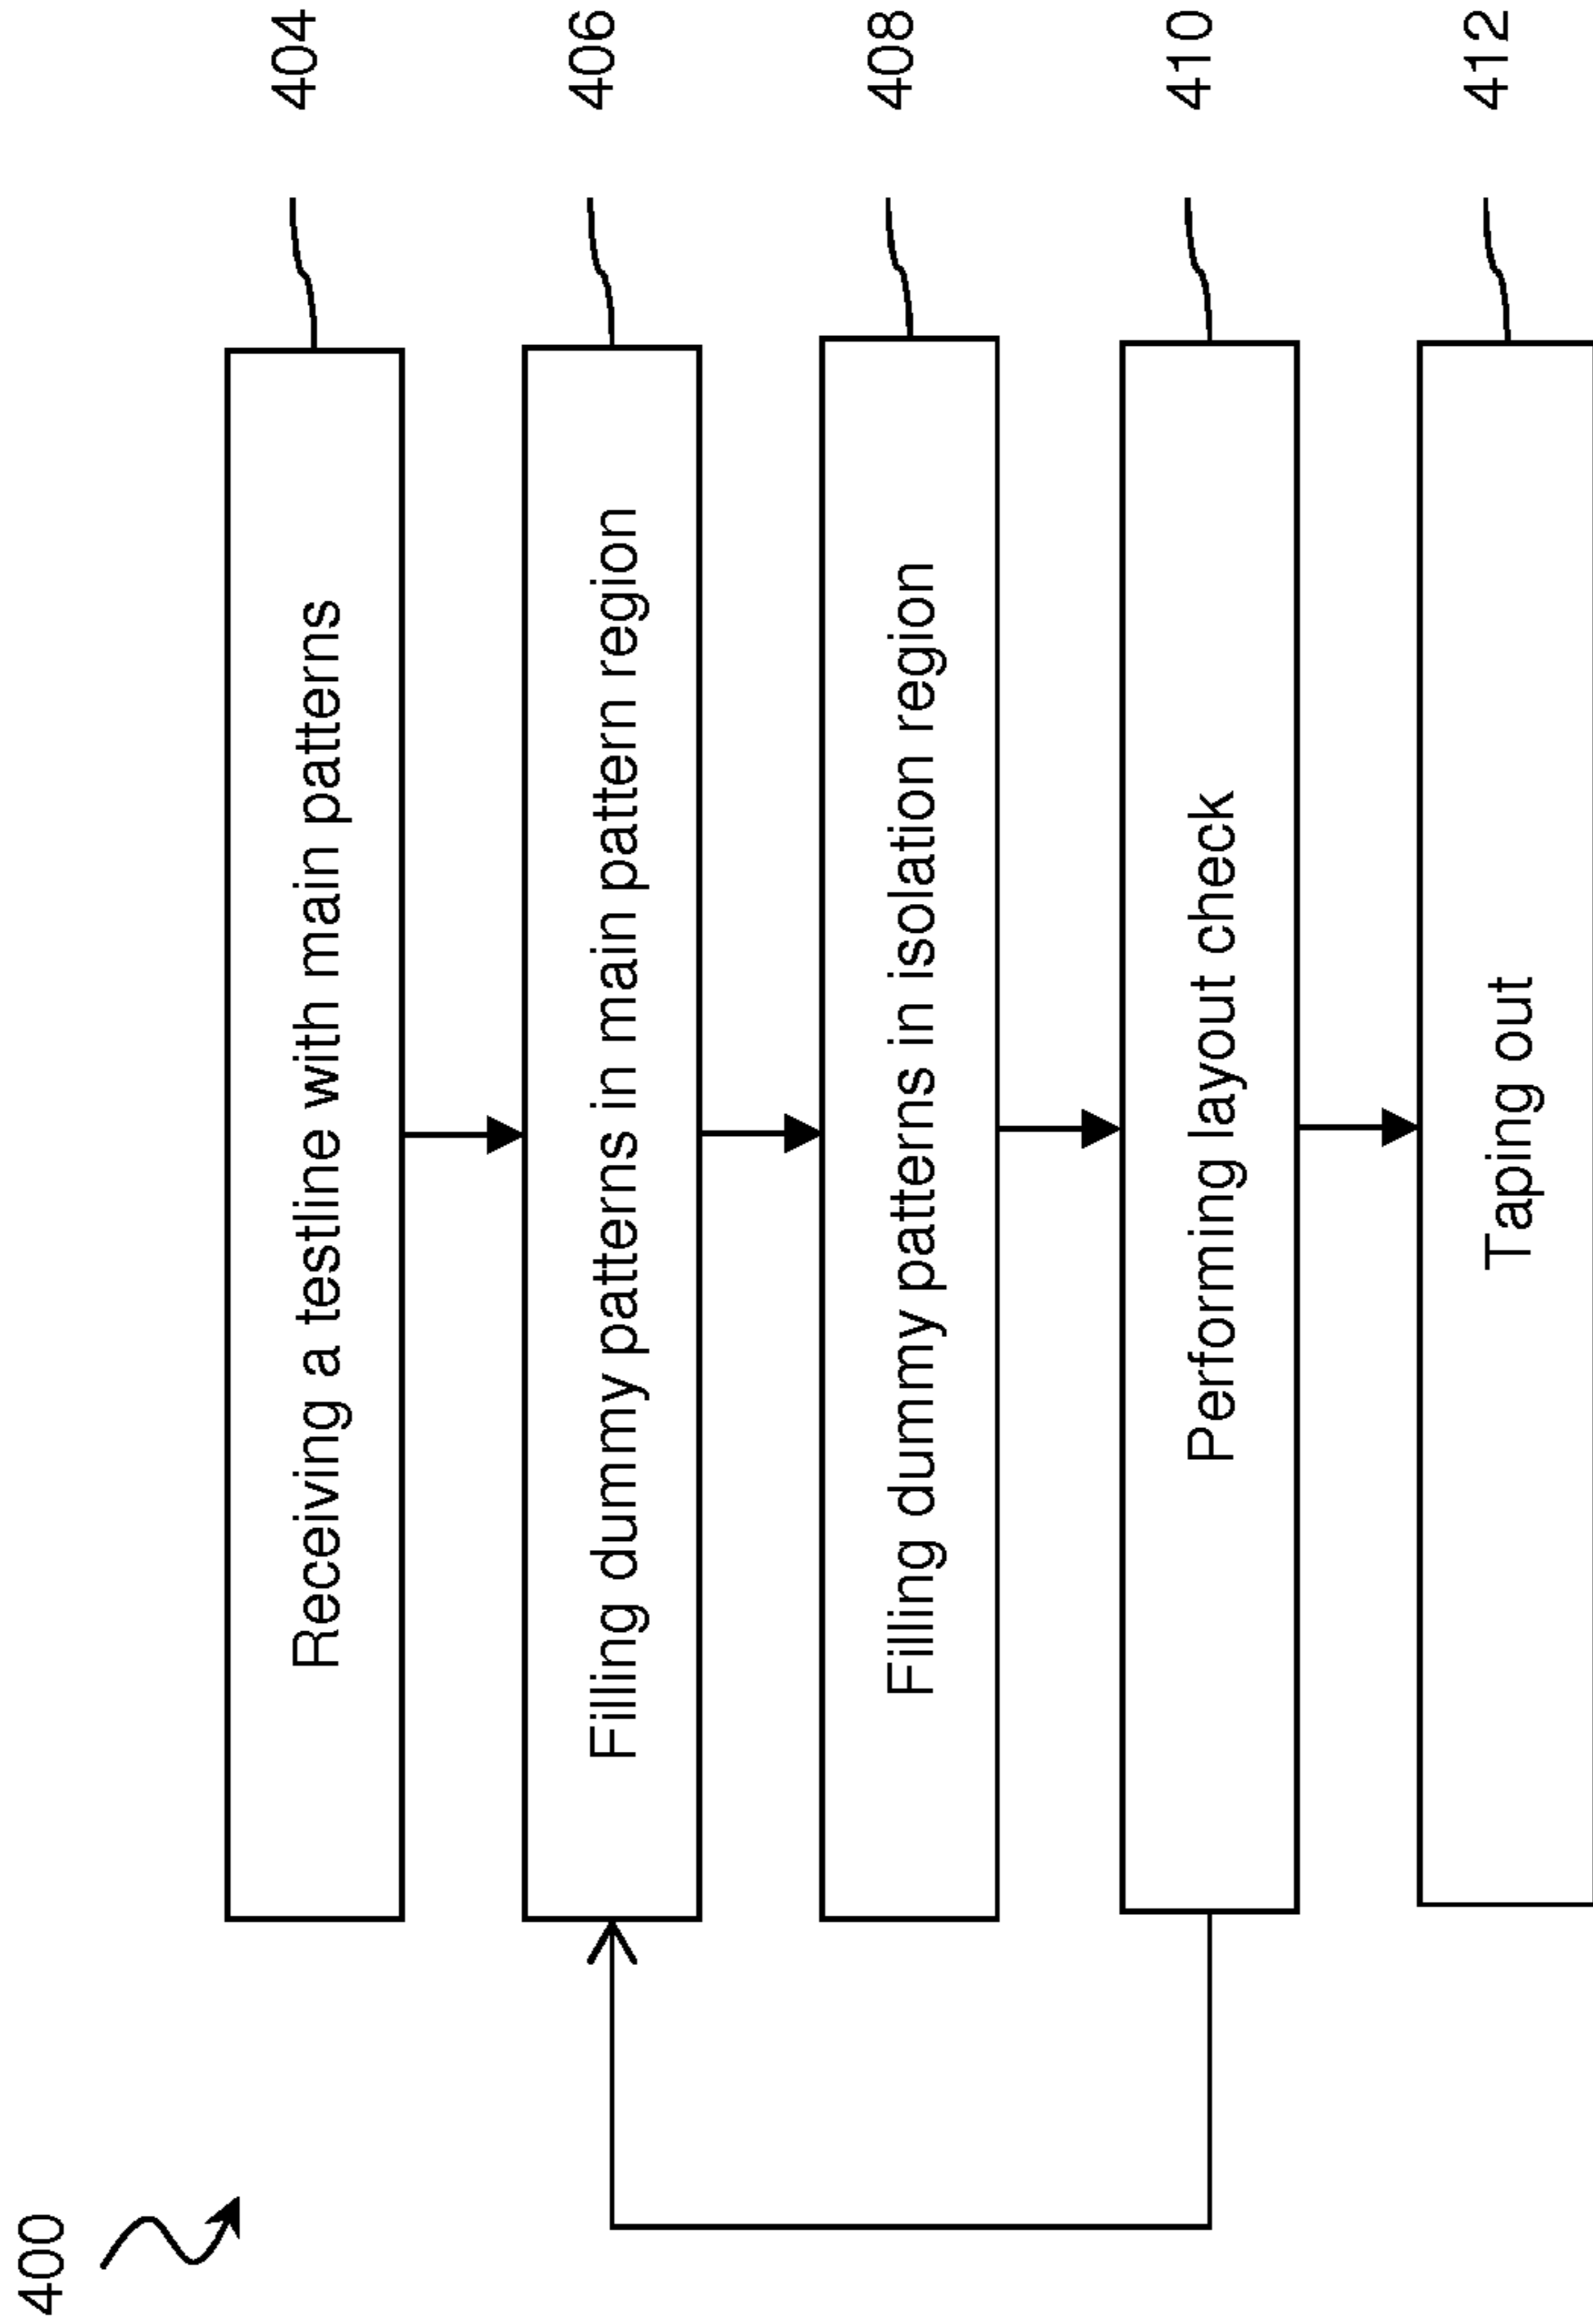 400
Receiving a testline with main patterns
404
Filling dummy patterns in main pattern region
406
Filling dummy patterns in isolation region
408
Performing layout check
410
Taping out
412